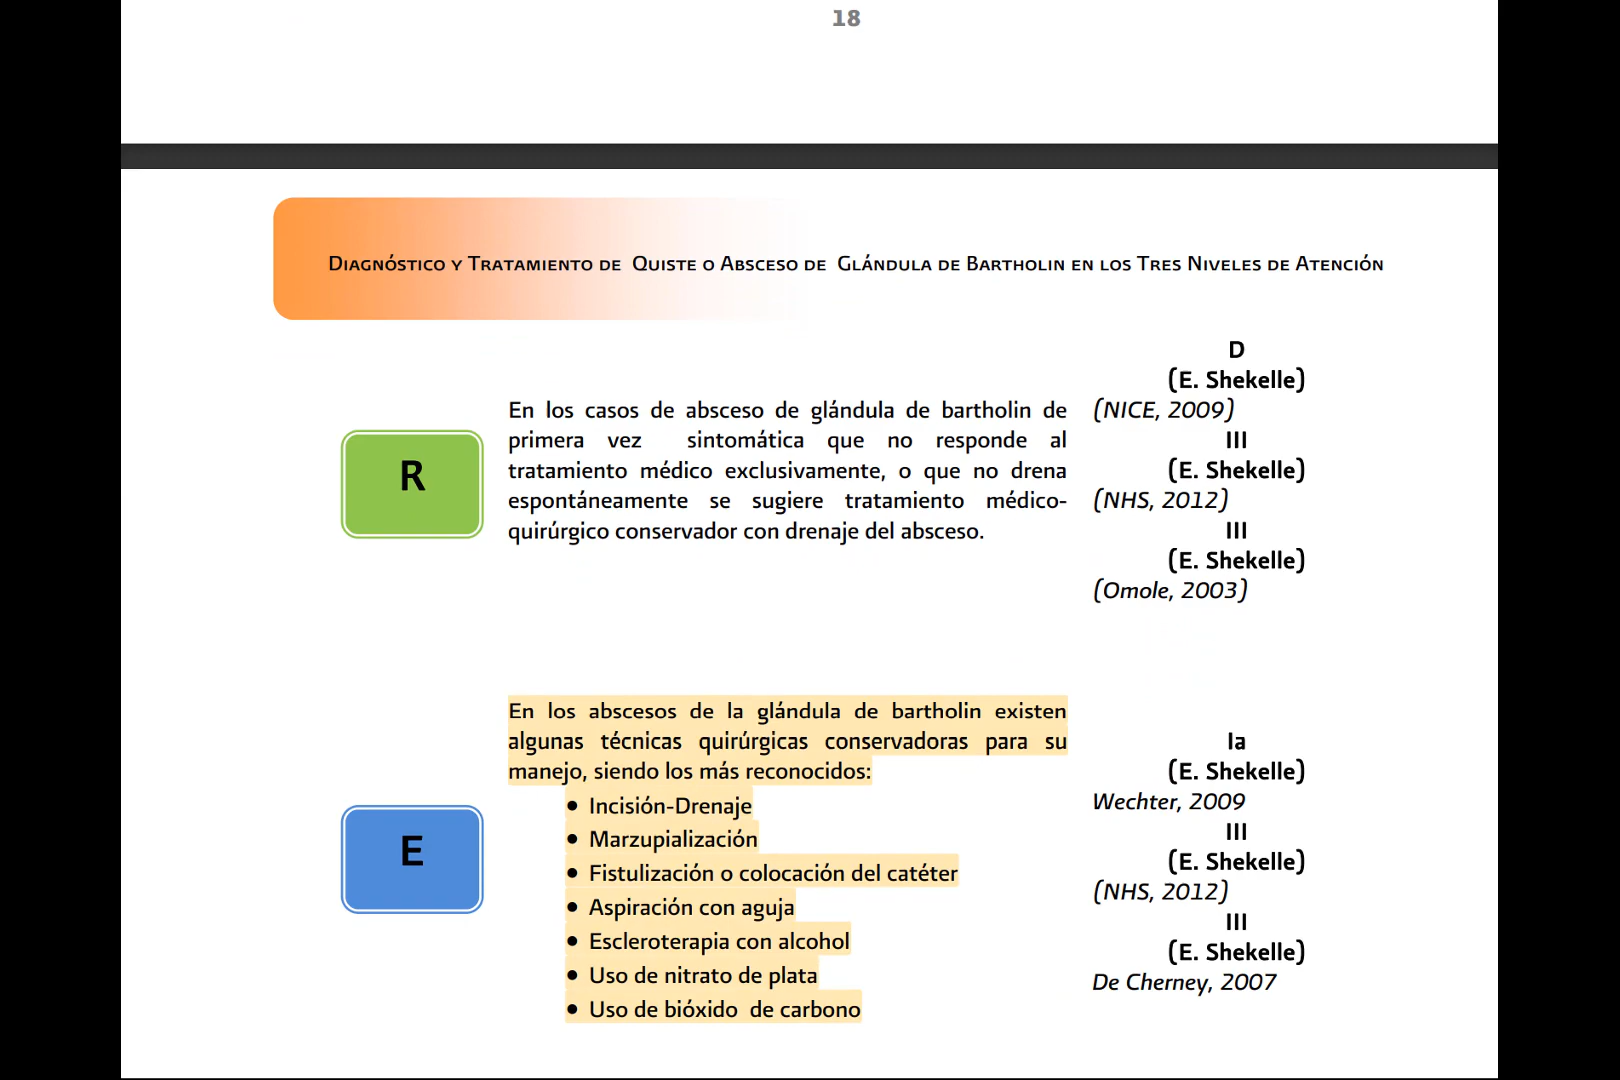 18
Diagnóstico y Tratamiento de Quiste o Absceso de Glándula de Bartholin en los Tres Niveles de Atención
R
En los casos de absceso de glándula de bartholin de
primera vez sintomática que no responde al
tratamiento médico exclusivamente, o que no drena
espontáneamente se sugiere tratamiento médico-
quirúrgico conservador con drenaje del absceso.
D
(E. Shekelle)
(NICE, 2009)
III
(E. Shekelle)
(NHS, 2012)
III
(E. Shekelle)
(Omole, 2003)
E
En los abscesos de la glándula de bartholin existen
algunas técnicas quirúrgicas conservadoras para su
manejo, siendo los más reconocidos:
• Incisión-Drenaje
• Marzupialización
• Fistulización o colocación del catéter
• Aspiración con aguja
• Escleroterapia con alcohol
• Uso de nitrato de plata
• Uso de bióxido de carbono
Ia
(E. Shekelle)
Wechter, 2009
III
(E. Shekelle)
(NHS, 2012)
III
(E. Shekelle)
De Cherney, 2007